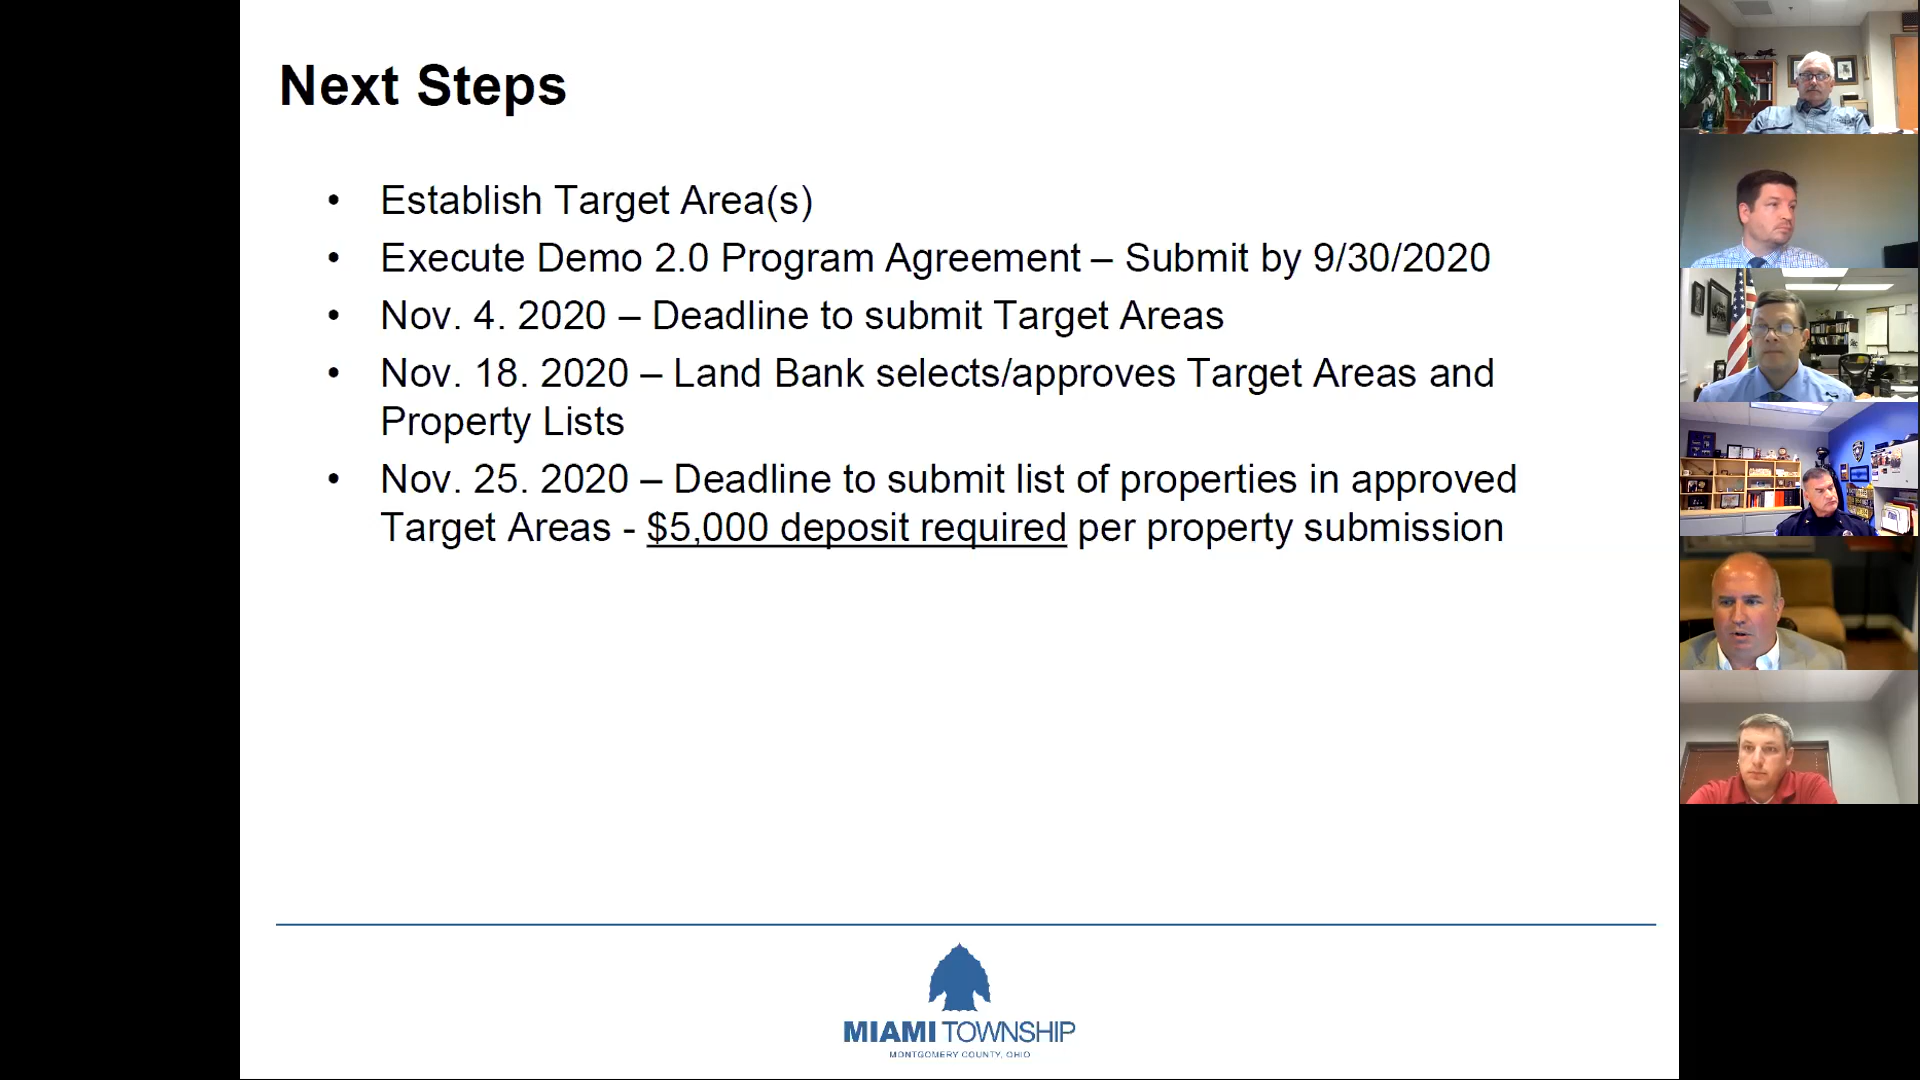 Next Steps
• Establish Target Area(s)
• Execute Demo 2.0 Program Agreement – Submit by 9/30/2020
• Nov. 4. 2020 – Deadline to submit Target Areas
• Nov. 18. 2020 – Land Bank selects/approves Target Areas and
Property Lists
• Nov. 25. 2020 – Deadline to submit list of properties in approved
Target Areas - $5,000 deposit required per property submission
MIAMI TOWNSHIP
MONTGOMERY COUNTY, OHIO